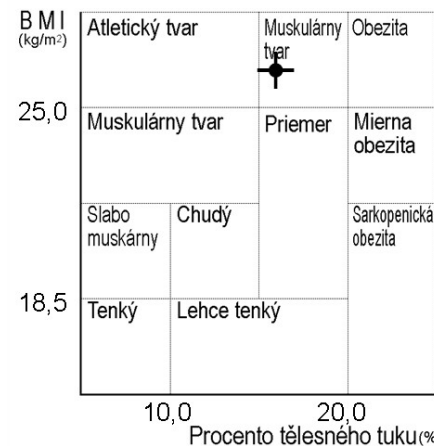 BMI
(kg/m²)
Atletický tvar
Muskulárny
tvar
Obezita
25,0
Muskulárny tvar
Priemer
Mierna
obezita
Slabo
muskárny
Chudý
Sarkopenická
obezita
18,5
Tenký
Lehce tenký
10,0
20,0
Procento tělesného tuku(%